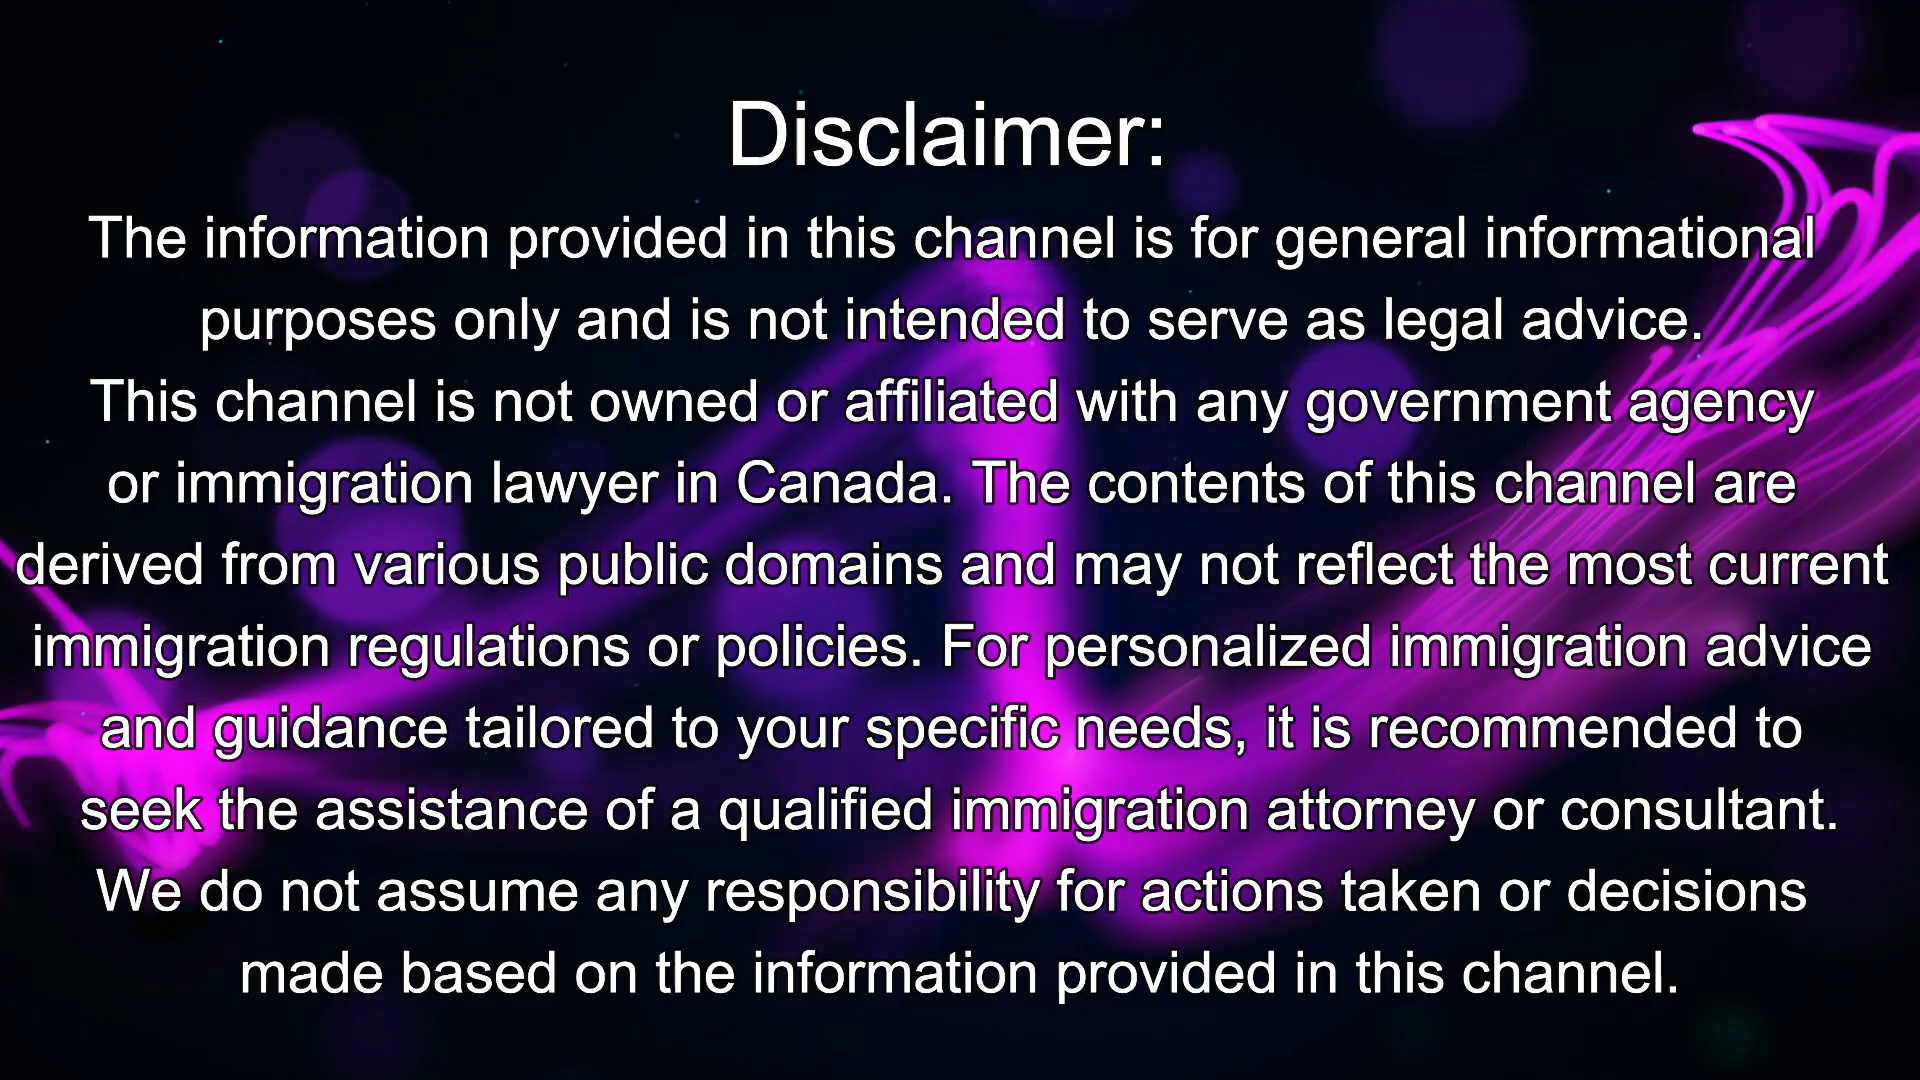 Disclaimer:
The information provided in this channel is for general informational
purposes only and is not intended to serve as legal advice.
This channel is not owned or affiliated with any government agency
or immigration lawyer in Canada. The contents of this channel are
derived from various public domains and may not reflect the most current
immigration regulations or policies. For personalized immigration advice
and guidance tailored to your specific needs, it is recommended to
seek the assistance of a qualified immigration attorney or consultant.
We do not assume any responsibility for actions taken or decisions
made based on the information provided in this channel.